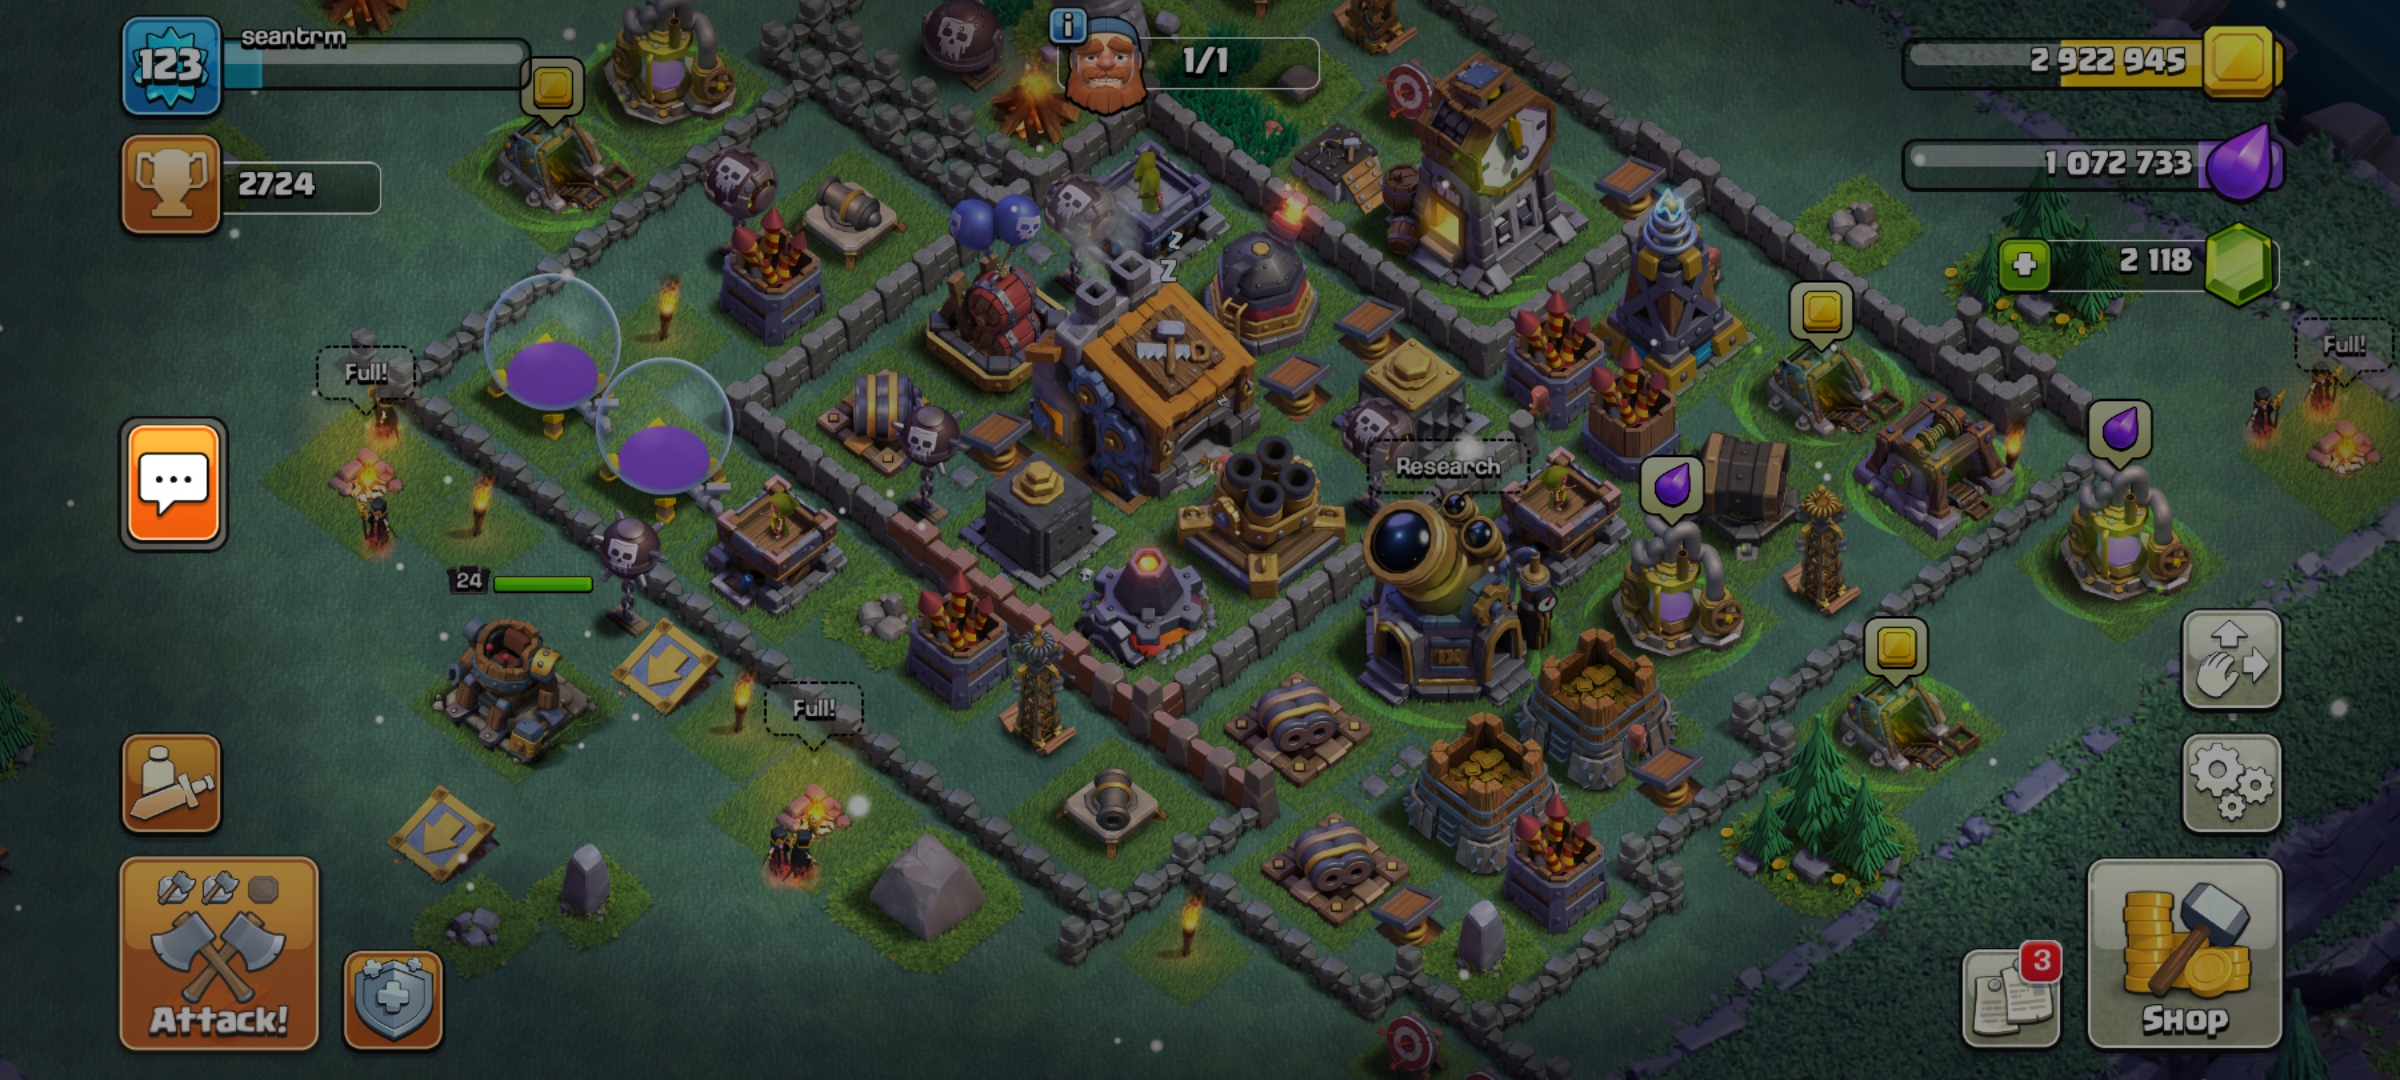 123
seantrm
i
1/1
2 922 945
2724
1 072 733
2 118
z
z
Full!
Full!
Research
24
Full!
IX
Attack!
3
Shop